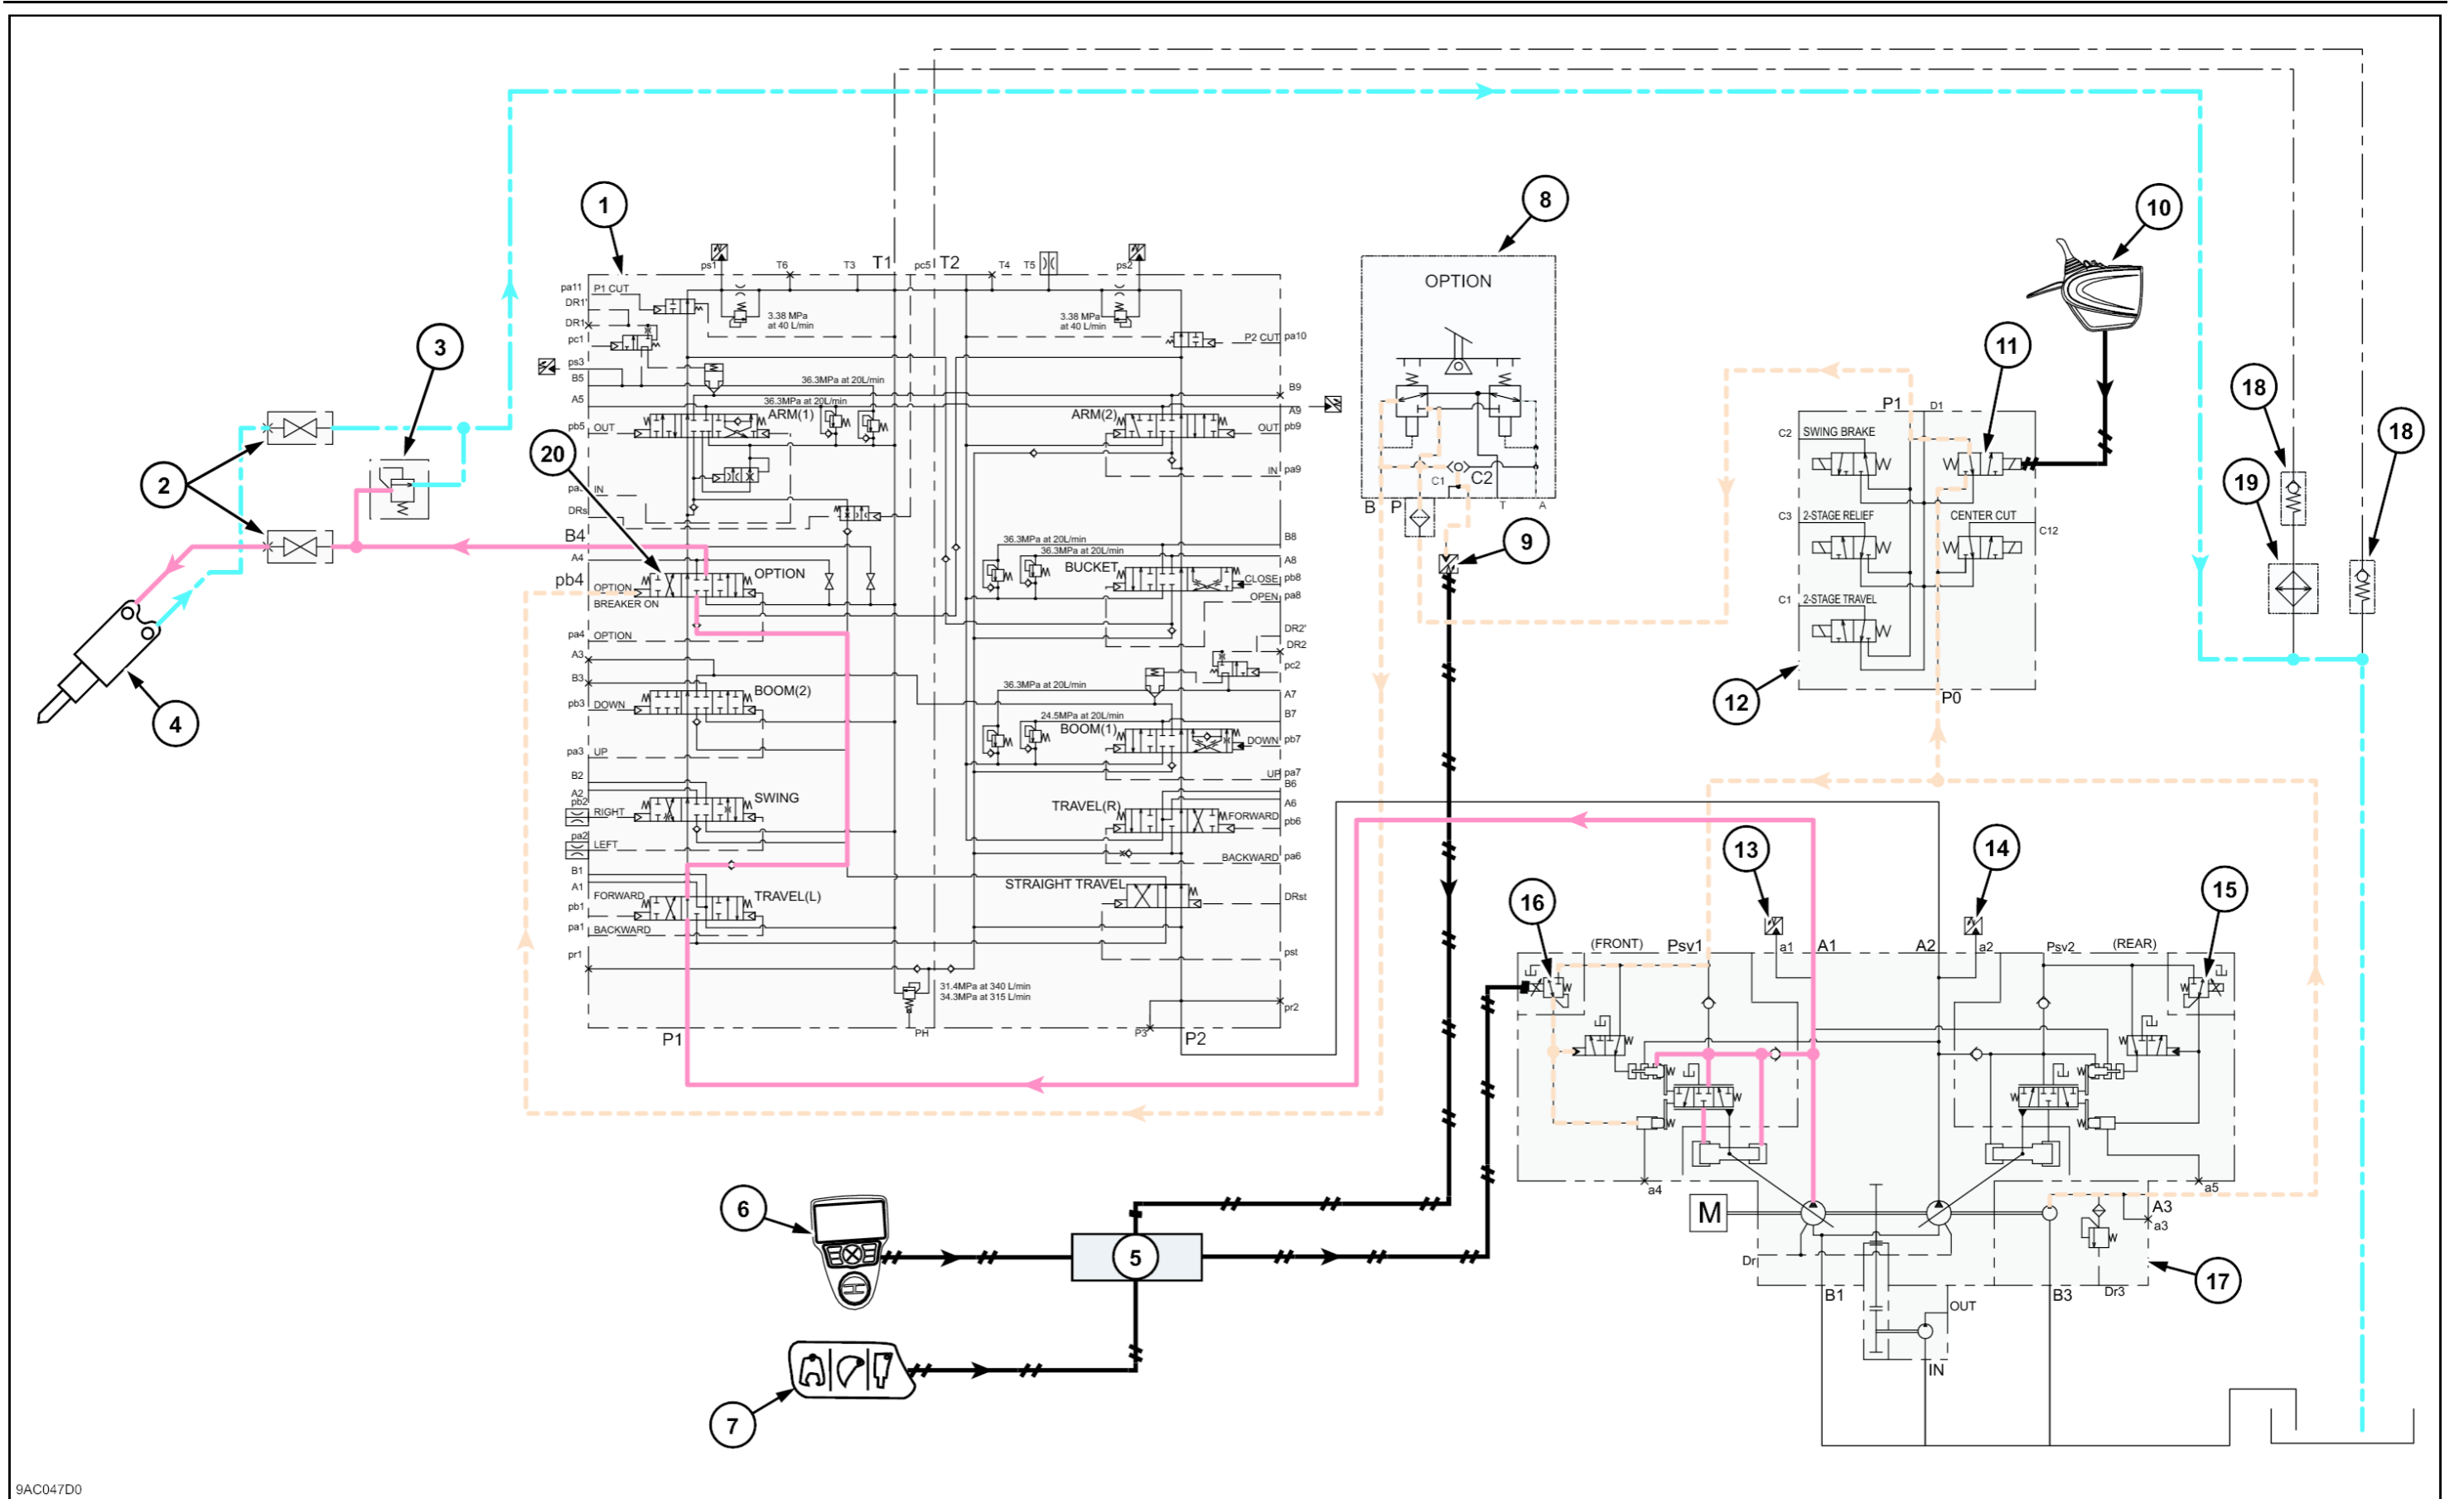 1
8
10
OPTION
ps1
T6
T3
T1
pc5
T2
T4
T5
ps2
pa11
P1 CUT
DR1'
DR1
pc1
ps3
B5
A5
pb5
OUT
3.38 MPa
at 40 L/min
3.38 MPa
at 40 L/min
P2 CUT
pa10
36.3MPa at 20L/min
36.3MPa at 20L/min
ARM(1)
ARM(2)
B9
A9
OUT
pb9
IN
pa9
3
2
20
IN
DRs
B4
A4
pb4
OPTION
BREAKER ON
OPTION
pa4
OPTION
A3
B3
pb3
DOWN
BOOM(2)
pa3
UP
B2
A2
pb2
RIGHT
SWING
pa2
LEFT
B1
A1
FORWARD
TRAVEL(L)
pb1
pa1
BACKWARD
pr1
B8
36.3MPa at 20L/min
36.3MPa at 20L/min
A8
BUCKET
CLOSE
pb8
OPEN
pa8
DR2'
DR2
pc2
36.3MPa at 20L/min
A7
24.5MPa at 20L/min
B7
BOOM(1)
DOWN
pb7
UP
pa7
B6
TRAVEL(R)
A6
FORWARD
pb6
BACKWARD
pa6
STRAIGHT TRAVEL
DRst
pst
31.4MPa at 340 L/min
34.3MPa at 315 L/min
pr2
P1
PH
P3
P2
4
B
P
C1
C2
T
A
9
11
P1
D1
C2
SWING BRAKE
C3
2-STAGE RELIEF
CENTER CUT
C12
C1
2-STAGE TRAVEL
12
P0
18
19
18
13
14
15
16
(FRONT)
Psv1
a1
A1
A2
a2
Psv2
(REAR)
a4
a5
M
A3
a3
Dr
B1
B3
Dr3
OUT
IN
17
6
5
7
9AC047D0